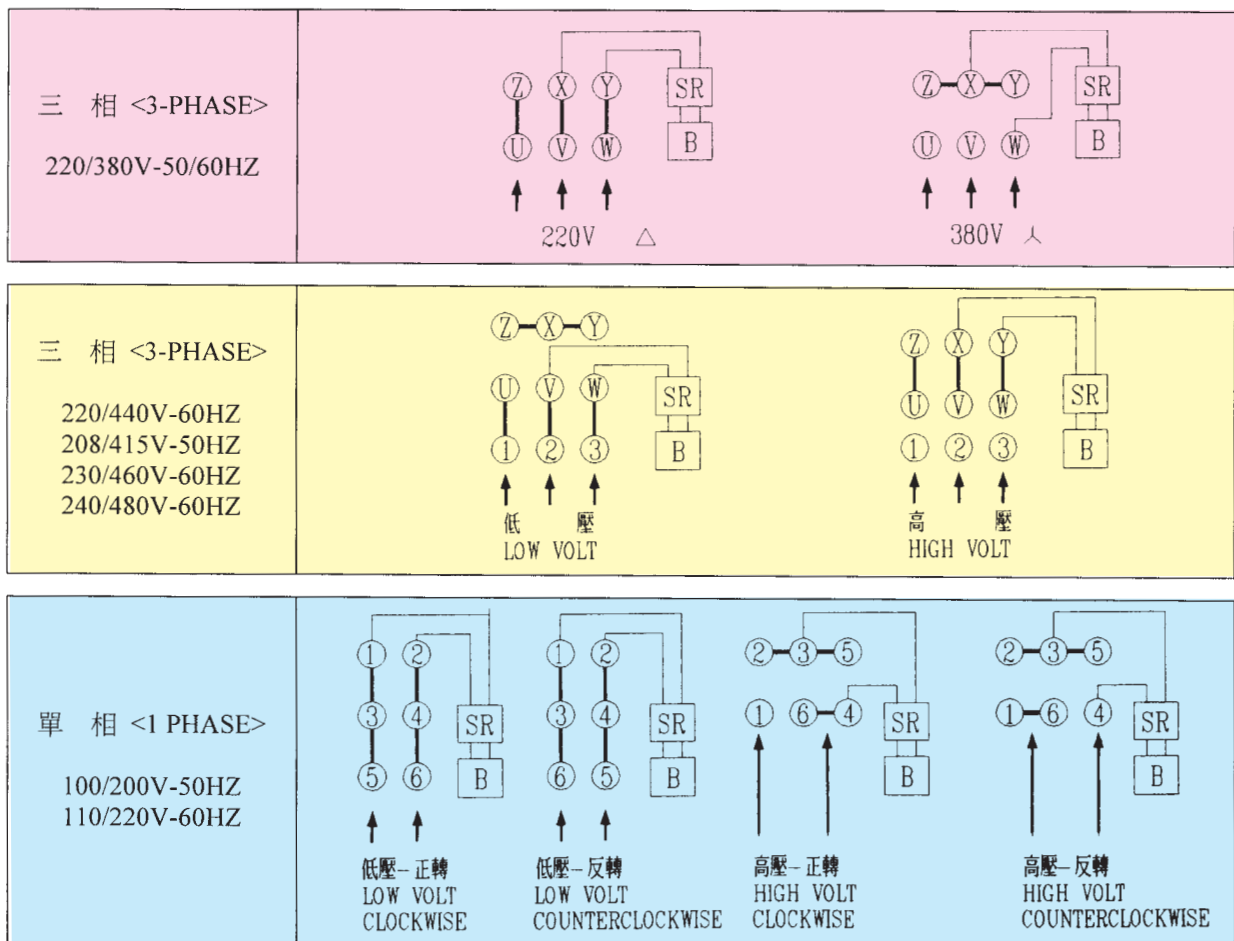 三 相 <3-PHASE>
220/380V-50/60HZ
Z X Y SR
U V W B
220V △
Z X Y SR
U V W B
380V 人
三 相 <3-PHASE>
220/440V-60HZ
208/415V-50HZ
230/460V-60HZ
240/480V-60HZ
Z X Y
U V W SR
1 2 3 B
低 壓
LOW VOLT
Z X Y
U V W SR
1 2 3 B
高 壓
HIGH VOLT
單 相 <1 PHASE>
100/200V-50HZ
110/220V-60HZ
1 2
3 4 SR
5 6 B
低壓-正轉
LOW VOLT
CLOCKWISE
1 2
3 4 SR
6 5 B
低壓-反轉
LOW VOLT
COUNTERCLOCKWISE
2 3 5
1 6 4 SR
B
高壓-正轉
HIGH VOLT
CLOCKWISE
2 3 5
1 6 4 SR
B
高壓-反轉
HIGH VOLT
COUNTERCLOCKWISE